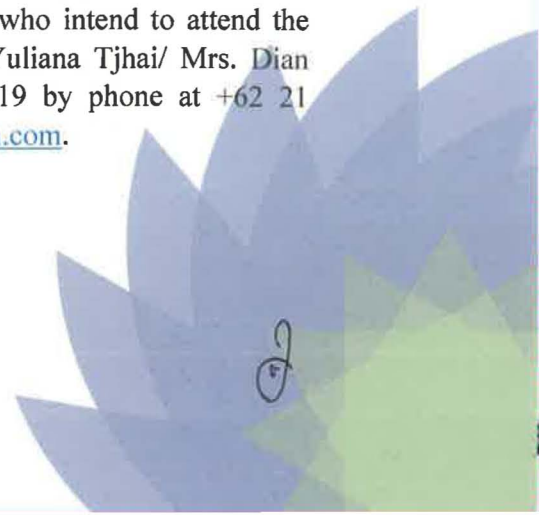 who intend to attend the
Yuliana Tjhai/ Mrs. Dian
19 by phone at +62 21
.com.